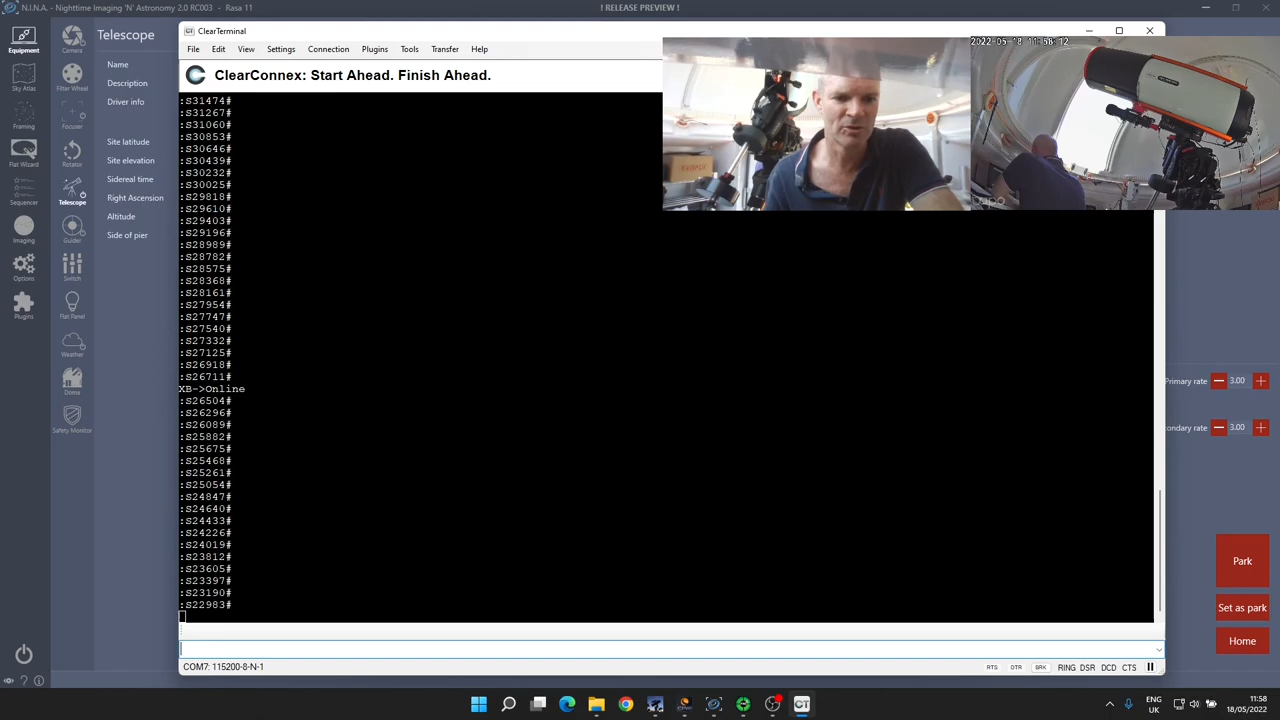 N.I.N.A. - Nighttime Imaging 'N' Astronomy 2.0 RC003 - Rasa 11
! RELEASE PREVIEW !
ClearTerminal
File Edit View Settings Connection Plugins Tools Transfer Help
ClearConnex: Start Ahead. Finish Ahead.
2022-05-18 11:58:12
tapo
Equipment
Sky Atlas
Framing
Flat Wizard
Sequencer
Imaging
Options
Plugins
Camera
Filter Wheel
Focuser
Rotator
Telescope
Guider
Switch
Flat Panel
Weather
Dome
Safety Monitor
Telescope
Name
Description
Driver info
Site latitude
Site elevation
Sidereal time
Right Ascension
Altitude
Side of pier
:S31474#
:S31267#
:S31060#
:S30853#
:S30646#
:S30439#
:S30232#
:S30025#
:S29818#
:S29610#
:S29403#
:S29196#
:S28989#
:S28782#
:S28575#
:S28368#
:S28161#
:S27954#
:S27747#
:S27540#
:S27332#
:S27125#
:S26918#
:S26711#
XB->Online
:S26504#
:S26296#
:S26089#
:S25882#
:S25675#
:S25468#
:S25261#
:S25054#
:S24847#
:S24640#
:S24433#
:S24226#
:S24019#
:S23812#
:S23605#
:S23397#
:S23190#
:S22983#
Primary rate 3.00
condary rate 3.00
Park
Set as park
Home
COM7: 115200-8-N-1
RTS DTR BRK RING DSR DCD CTS
CT
ENG
UK
11:58
18/05/2022